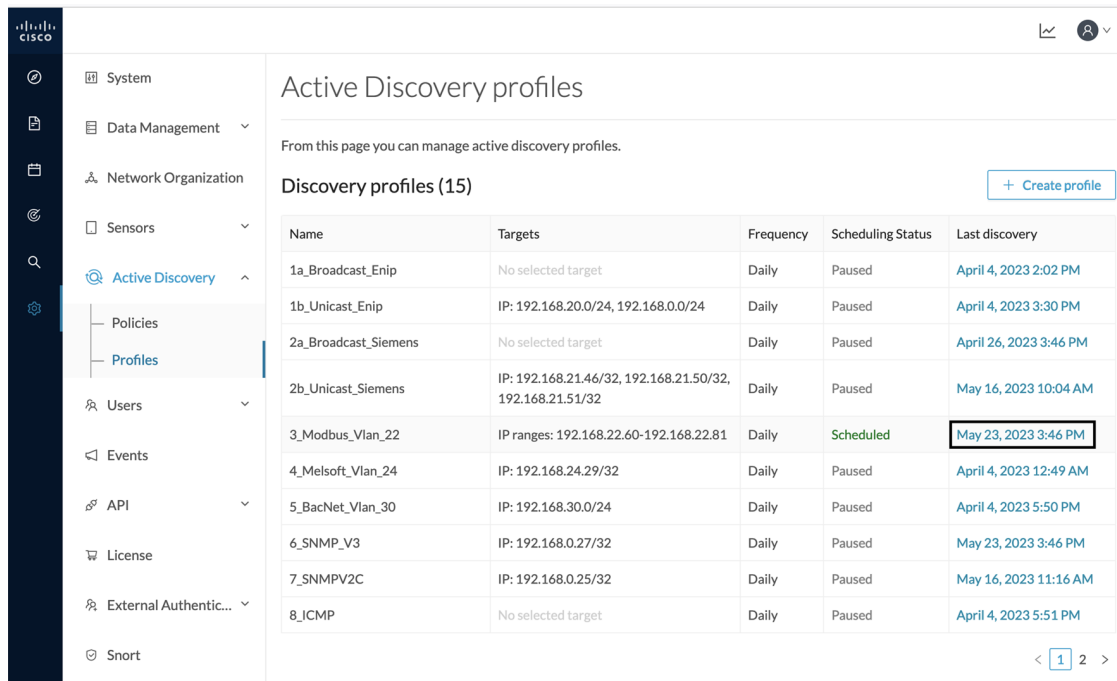 CISCO
System
Data Management
Network Organization
Sensors
Active Discovery
Policies
Profiles
Users
Events
API
License
External Authentic...
Snort
Active Discovery profiles
From this page you can manage active discovery profiles.
Discovery profiles (15)
+ Create profile
Name Targets Frequency Scheduling Status Last discovery
1a_Broadcast_Enip No selected target Daily Paused April 4, 2023 2:02 PM
1b_Unicast_Enip IP: 192.168.20.0/24, 192.168.0.0/24 Daily Paused April 4, 2023 3:30 PM
2a_Broadcast_Siemens No selected target Daily Paused April 26, 2023 3:46 PM
2b_Unicast_Siemens IP: 192.168.21.46/32, 192.168.21.50/32, 192.168.21.51/32 Daily Paused May 16, 2023 10:04 AM
3_Modbus_Vlan_22 IP ranges: 192.168.22.60-192.168.22.81 Daily Scheduled May 23, 2023 3:46 PM
4_Melsoft_Vlan_24 IP: 192.168.24.29/32 Daily Paused April 4, 2023 12:49 AM
5_BacNet_Vlan_30 IP: 192.168.30.0/24 Daily Paused April 4, 2023 5:50 PM
6_SNMP_V3 IP: 192.168.0.27/32 Daily Paused May 23, 2023 3:46 PM
7_SNMPV2C IP: 192.168.0.25/32 Daily Paused May 16, 2023 11:16 AM
8_ICMP No selected target Daily Paused April 4, 2023 5:51 PM
< 1 2 >